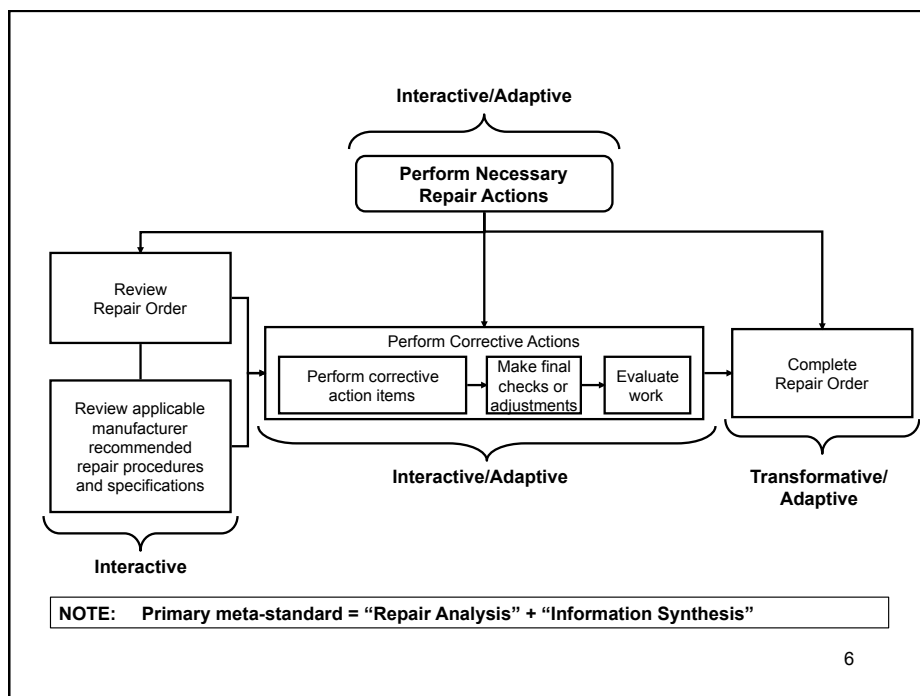 Interactive/Adaptive
Perform Necessary
Repair Actions
Review
Repair Order
Review applicable
manufacturer
recommended
repair procedures
and specifications
Interactive
Perform Corrective Actions
Perform corrective
action items
Make final
checks or
adjustments
Evaluate
work
Interactive/Adaptive
Complete
Repair Order
Transformative/
Adaptive
NOTE: Primary meta-standard = “Repair Analysis” + “Information Synthesis”
6